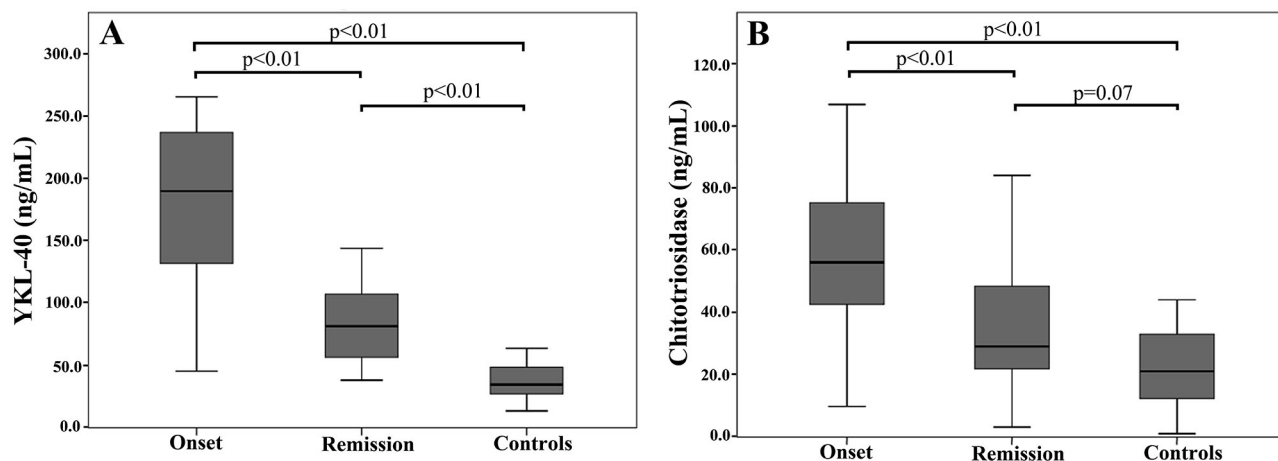 A
YKL-40 (ng/mL)
300.0
250.0
200.0
150.0
100.0
50.0
0.0
p<0.01
p<0.01
p<0.01
Onset
Remission
Controls
B
Chitotriosidase (ng/mL)
120.0
100.0
80.0
60.0
40.0
20.0
0.0
p<0.01
p<0.01
p=0.07
Onset
Remission
Controls